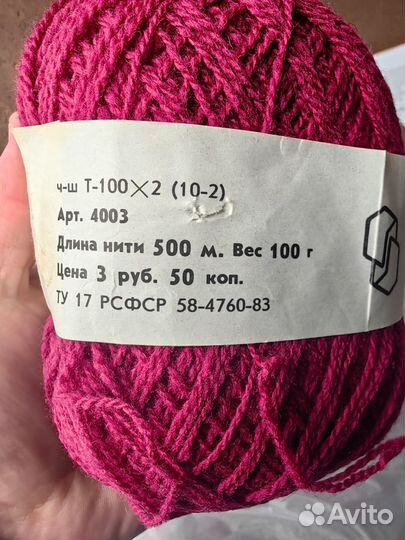 ч-ш Т-100×2 (10-2)
Арт. 4003
Длина нити 500 м. Вес 100 г
Цена 3 руб. 50 коп.
ТУ 17 РСФСР 58-4760-83
Avito